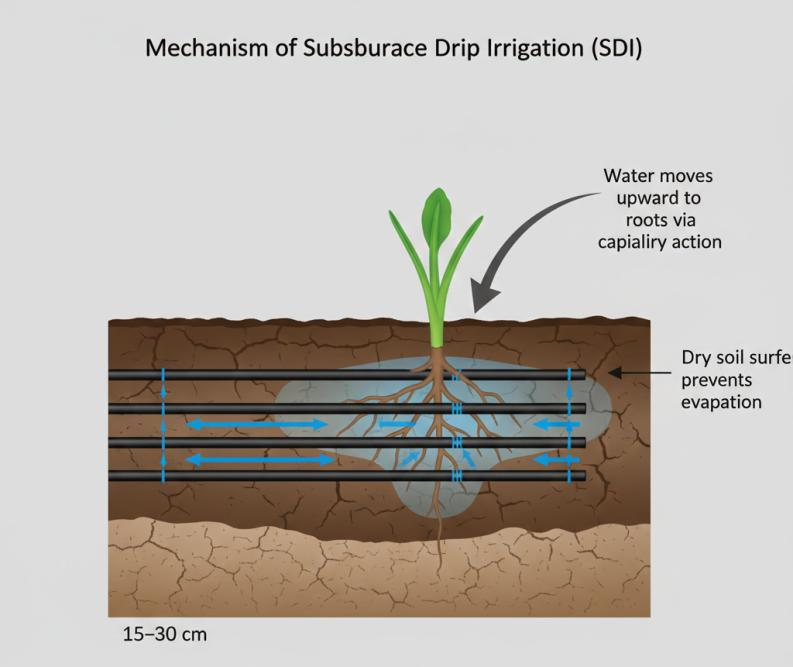 Mechanism of Subsburace Drip Irrigation (SDI)
Water moves
upward to
roots via
capialiry action
Dry soil surfe
prevents
evapation
15–30 cm